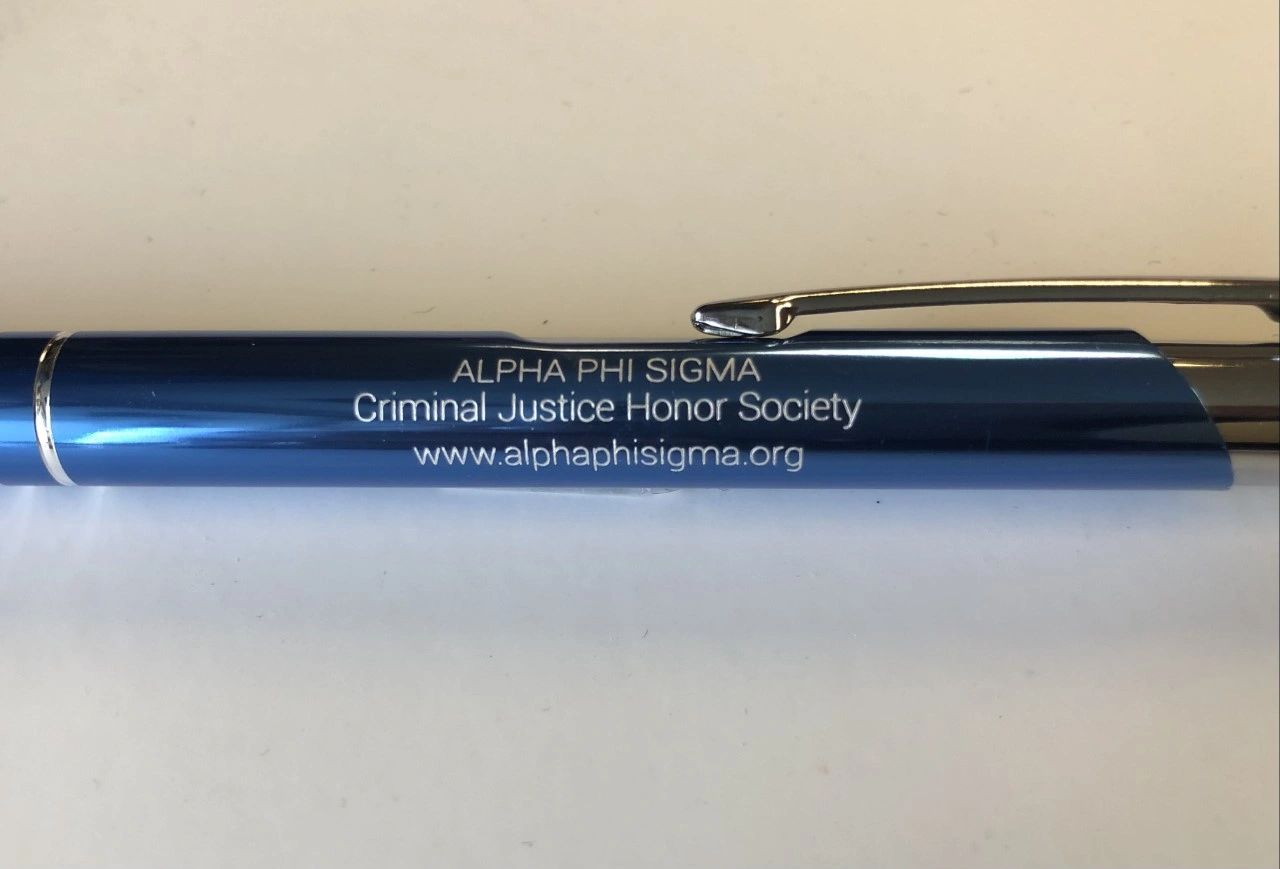 ALPHA PHI SIGMA
Criminal Justice Honor Society
www.alphaphisigma.org